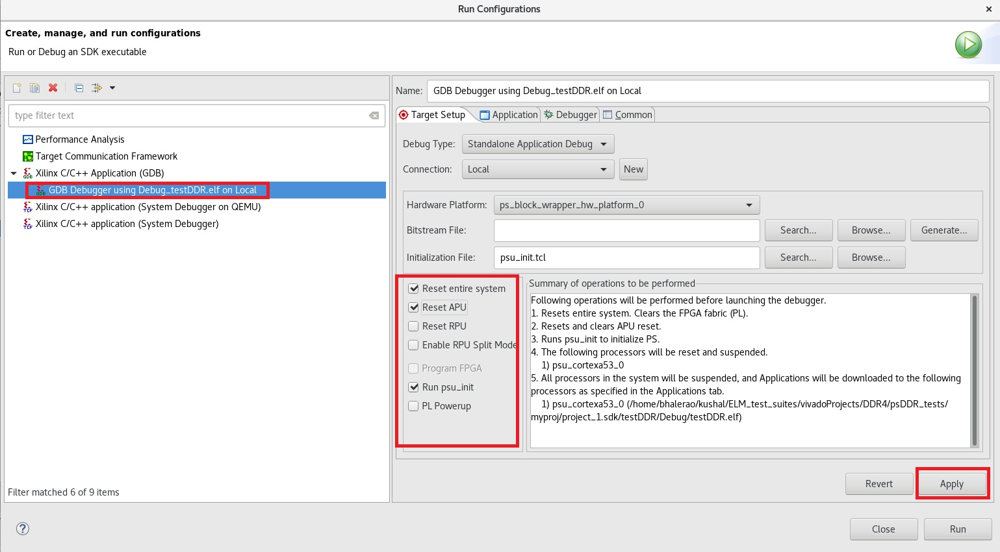 Run Configurations
Create, manage, and run configurations
Run or Debug an SDK executable
type filter text
Performance Analysis
Target Communication Framework
Xilinx C/C++ Application (GDB)
GDB Debugger using Debug_testDDR.elf on Local
Xilinx C/C++ application (System Debugger on QEMU)
Xilinx C/C++ application (System Debugger)
Filter matched 6 of 9 items
Name: GDB Debugger using Debug_testDDR.elf on Local
Target Setup Application Debugger Common
Debug Type: Standalone Application Debug
Connection: Local New
Hardware Platform: ps_block_wrapper_hw_platform_0
Bitstream File: Search... Browse... Generate...
Initialization File: psu_init.tcl Search... Browse...
Reset entire system
Reset APU
Reset RPU
Enable RPU Split Mode
Program FPGA
Run psu_init
PL Powerup
Summary of operations to be performed
Following operations will be performed before launching the debugger.
1. Resets entire system. Clears the FPGA fabric (PL).
2. Resets and clears APU reset.
3. Runs psu_init to initialize PS.
4. The following processors will be reset and suspended.
1) psu_cortexa53_0
5. All processors in the system will be suspended, and Applications will be downloaded to the following
processors as specified in the Applications tab.
1) psu_cortexa53_0 (/home/bhalerao/kushal/ELM_test_suites/vivadoProjects/DDR4/psDDR_tests/
myproj/project_1.sdk/testDDR/Debug/testDDR.elf)
Revert Apply
Close Run